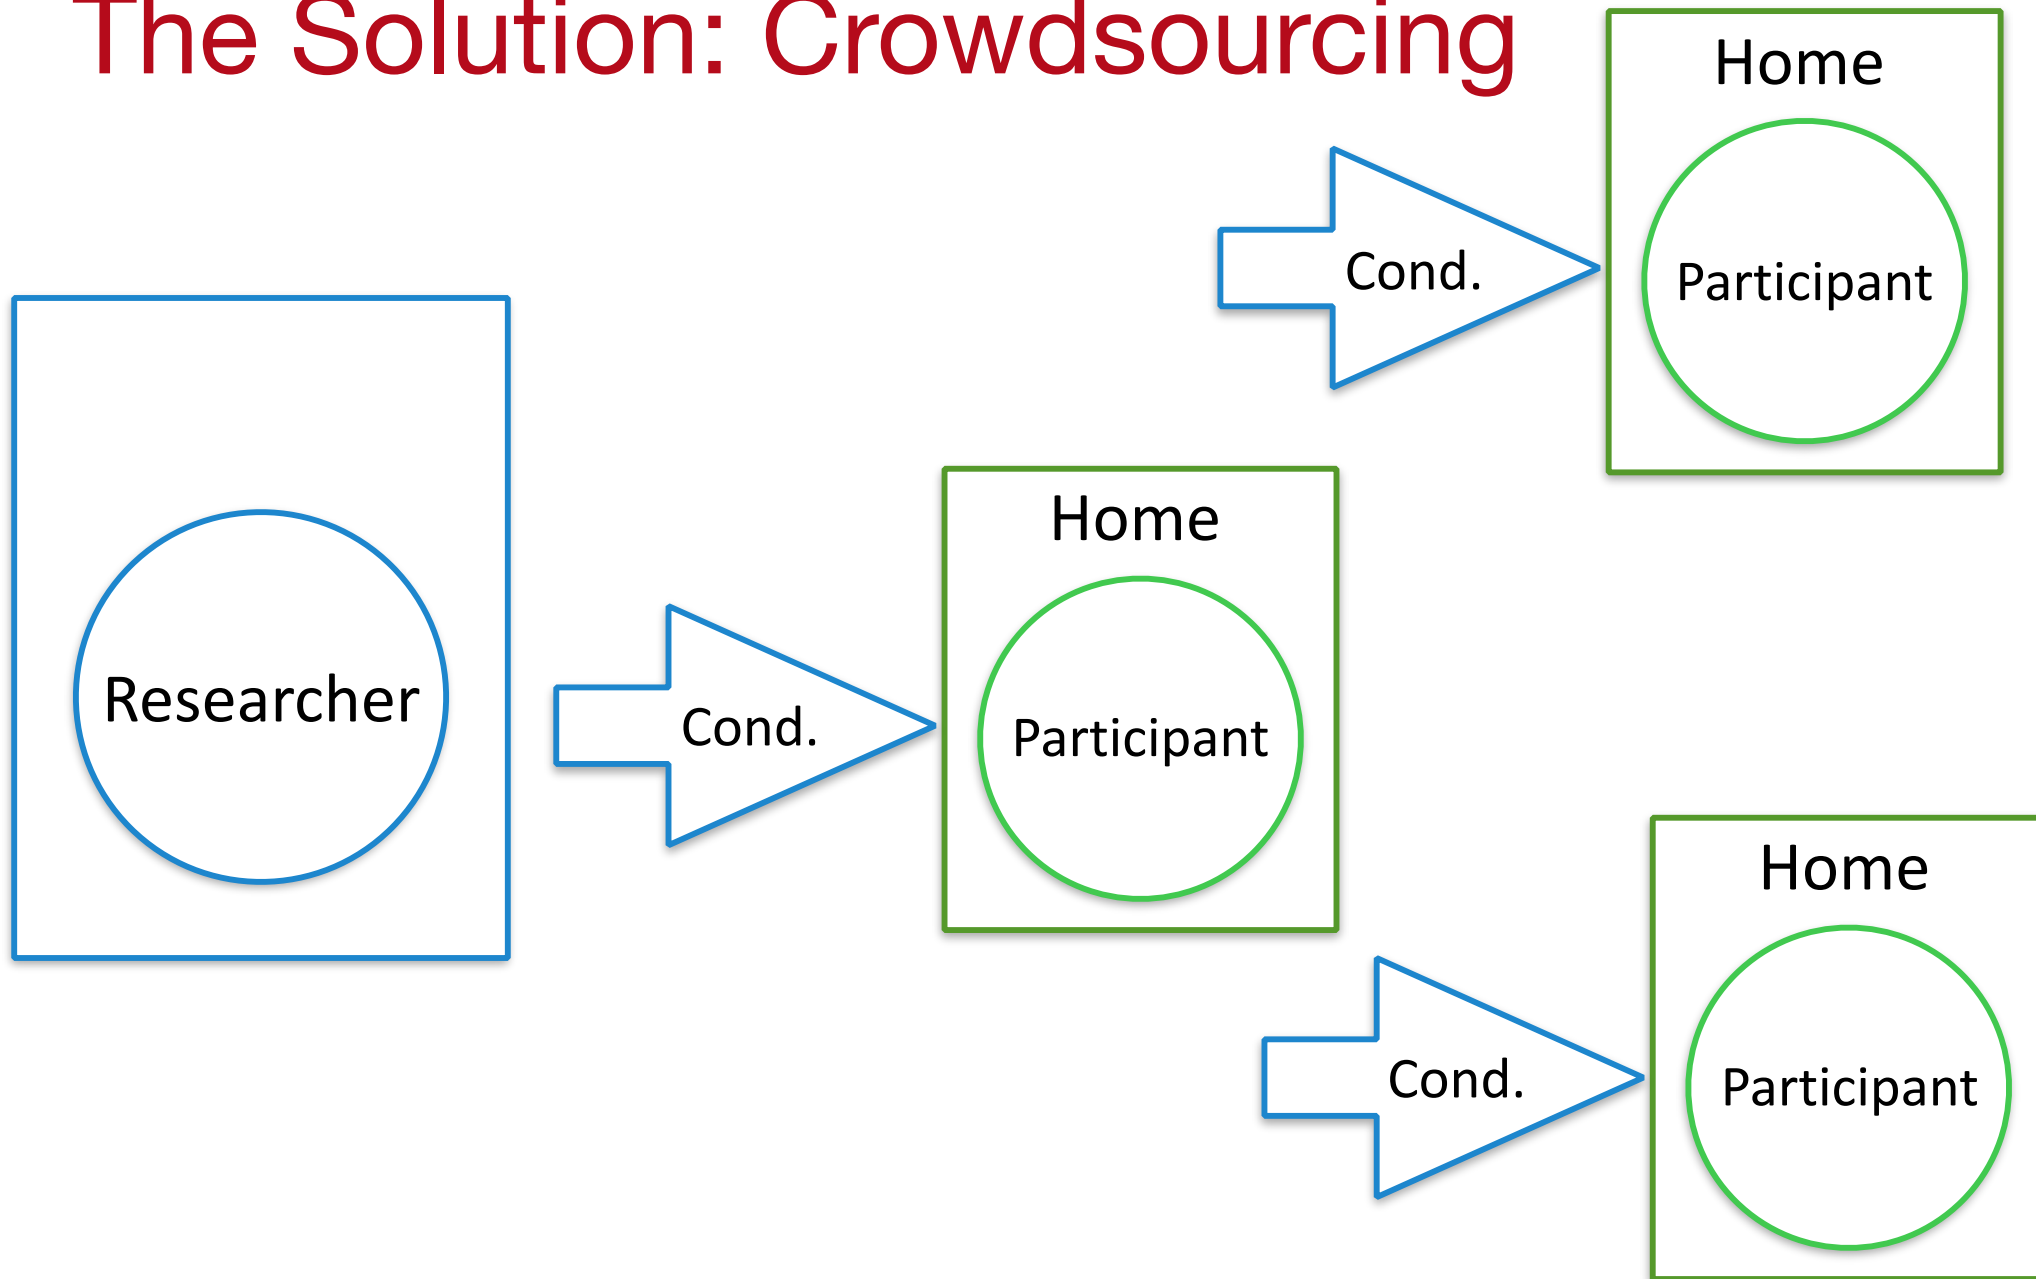 The Solution: Crowdsourcing
Home
Cond.
Participant
Home
Researcher
Cond.
Participant
Home
Cond.
Participant